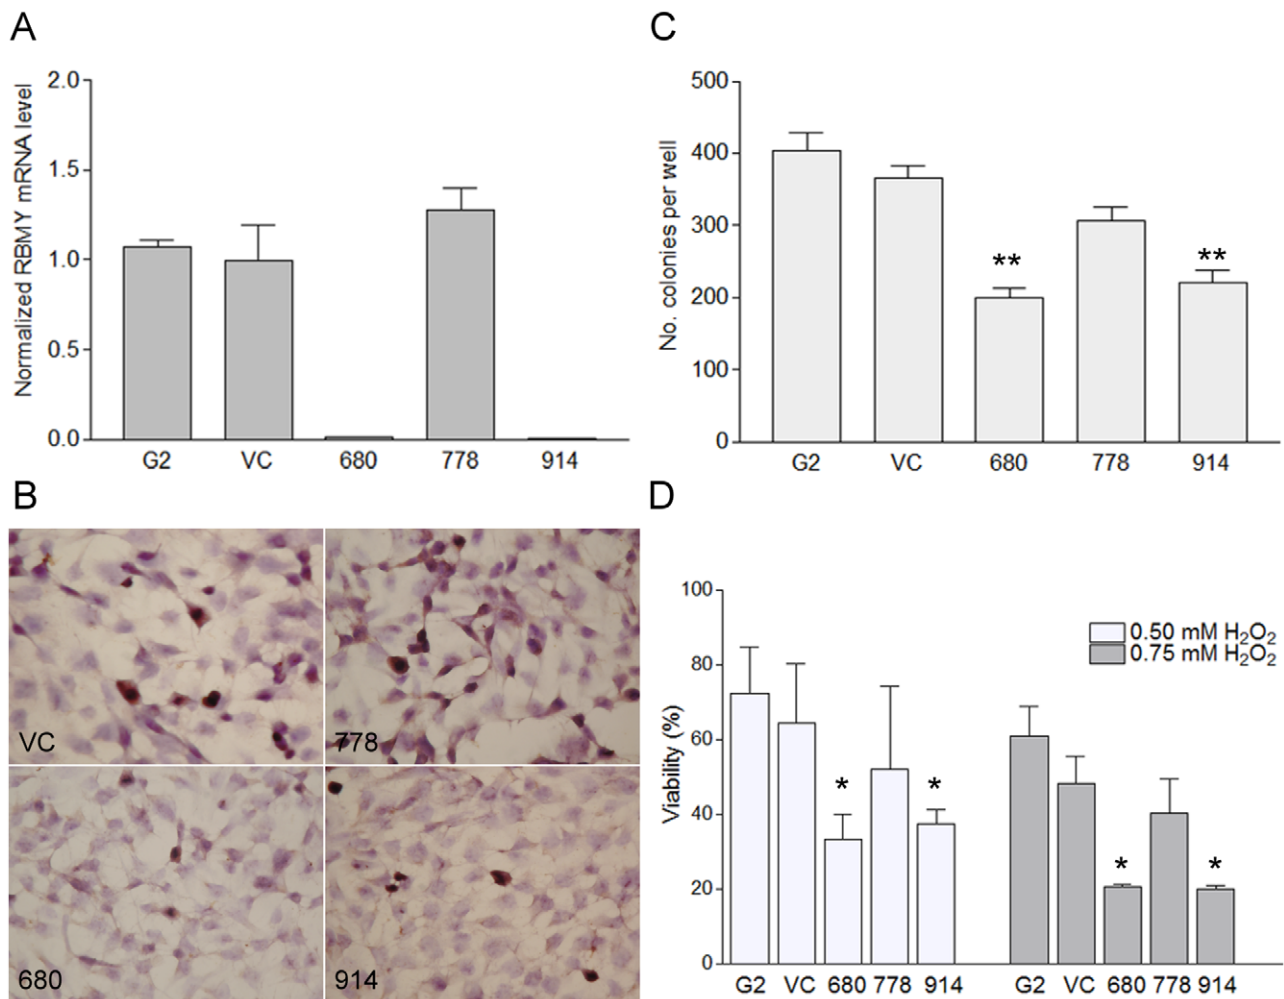 A
Normalized RBMY mRNA level
2.0
1.5
1.0
0.5
0.0
G2 VC 680 778 914
B
VC
778
680
914
C
No. colonies per well
500
400
300
200
100
0
** **
G2 VC 680 778 914
D
Viability (%)
100
80
60
40
20
0
0.50 mM H₂O₂
0.75 mM H₂O₂
* * * *
G2 VC 680 778 914 G2 VC 680 778 914